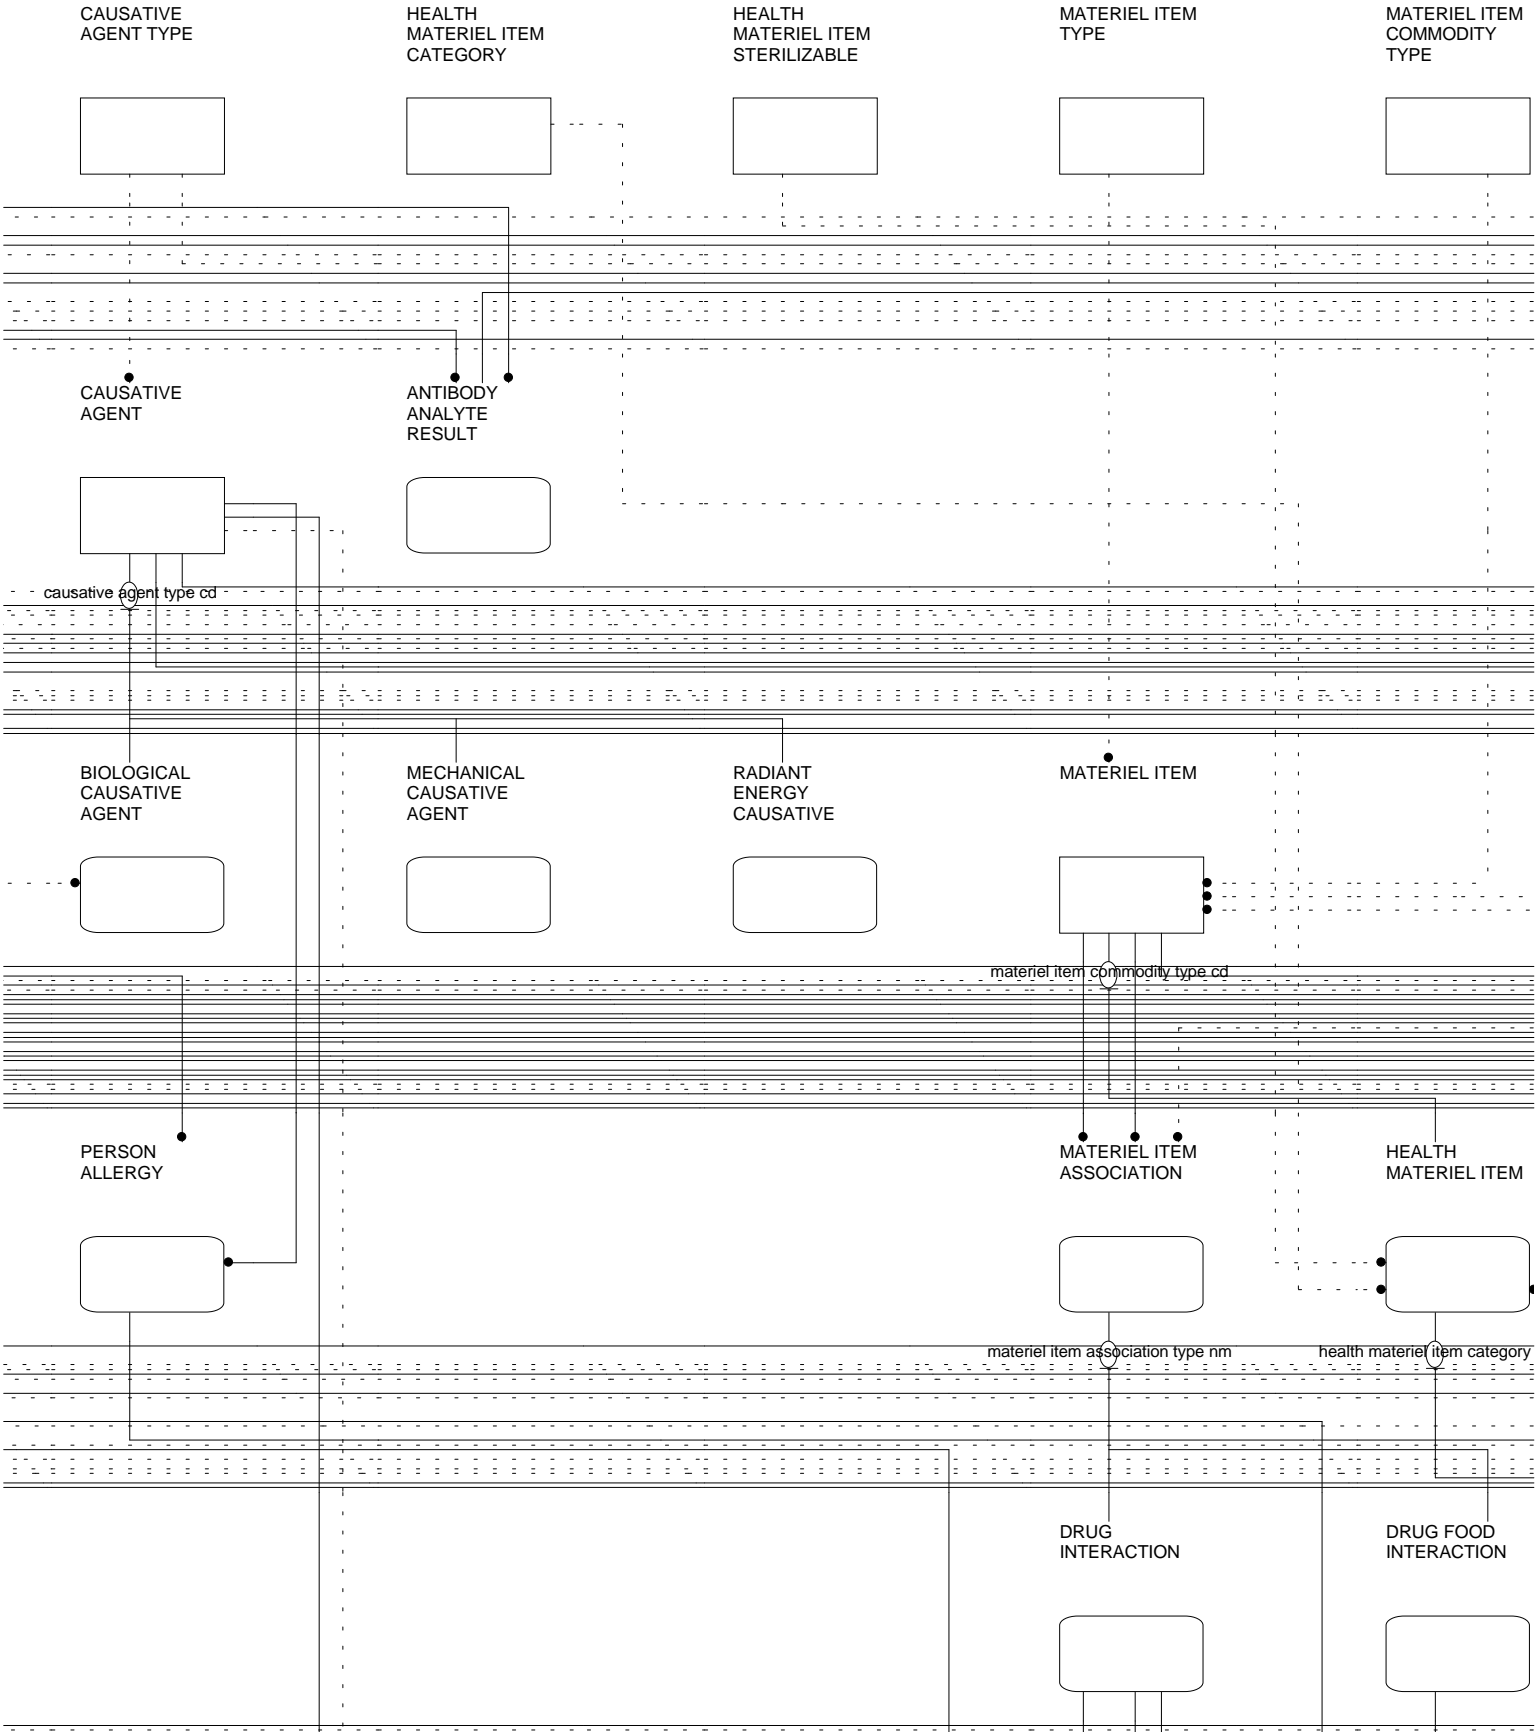 CAUSATIVE
AGENT TYPE
HEALTH
MATERIEL ITEM
CATEGORY
HEALTH
MATERIEL ITEM
STERILIZABLE
MATERIEL ITEM
TYPE
MATERIEL ITEM
COMMODITY
TYPE
CAUSATIVE
AGENT
ANTIBODY
ANALYTE
RESULT
causative agent type cd
BIOLOGICAL
CAUSATIVE
AGENT
MECHANICAL
CAUSATIVE
AGENT
RADIANT
ENERGY
CAUSATIVE
MATERIEL ITEM
materiel item commodity type cd
PERSON
ALLERGY
MATERIEL ITEM
ASSOCIATION
HEALTH
MATERIEL ITEM
materiel item association type nm
health materiel item category
DRUG
INTERACTION
DRUG FOOD
INTERACTION